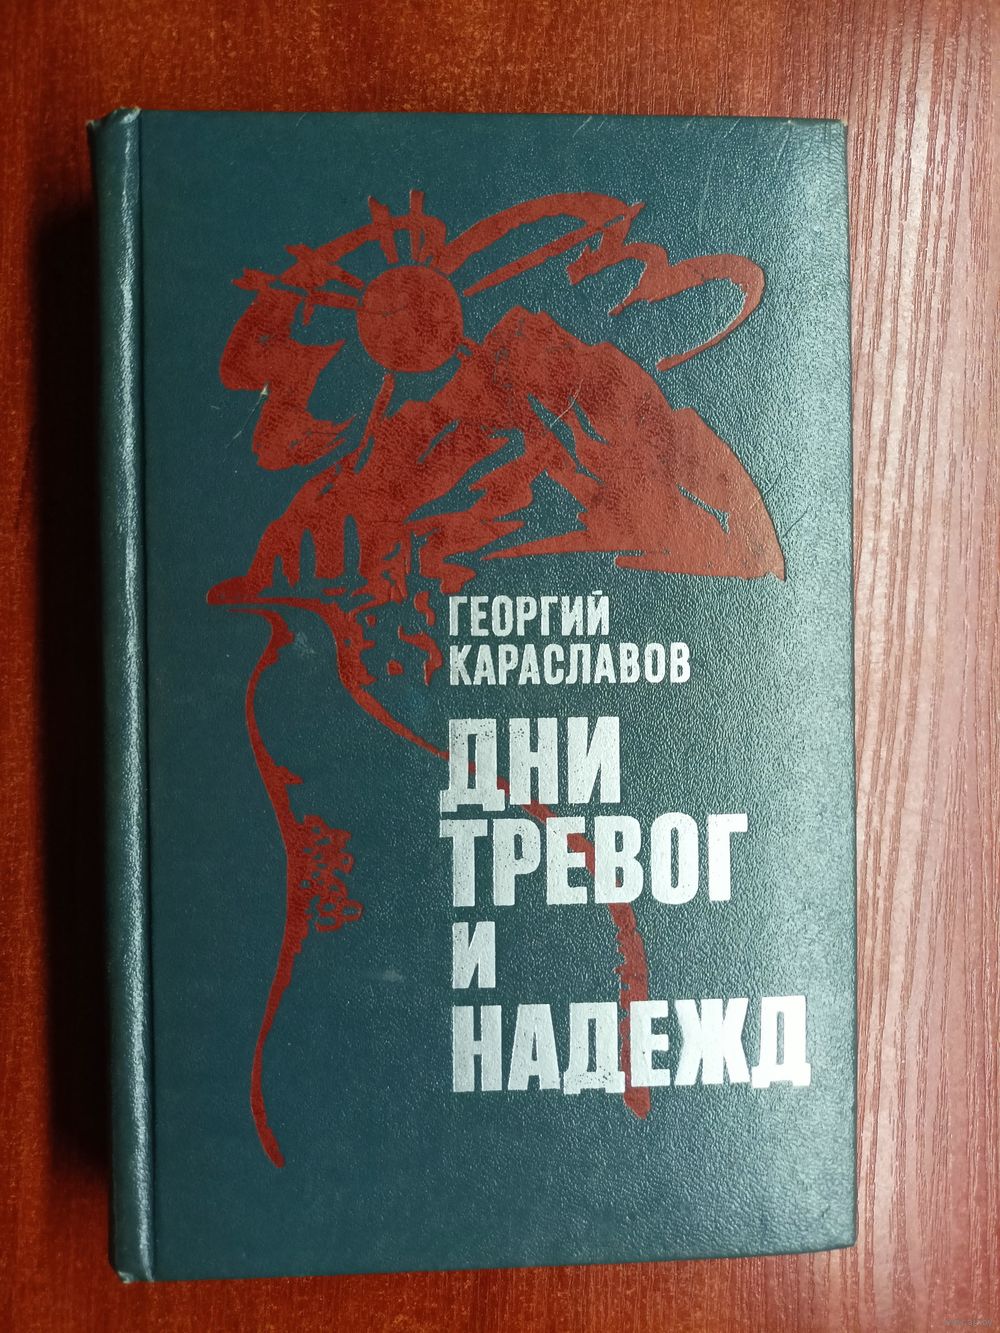 ГЕОРГИЙ
КАРАСЛАВОВ
ДНИ
ТРЕВОГ
И
НАДЕЖД